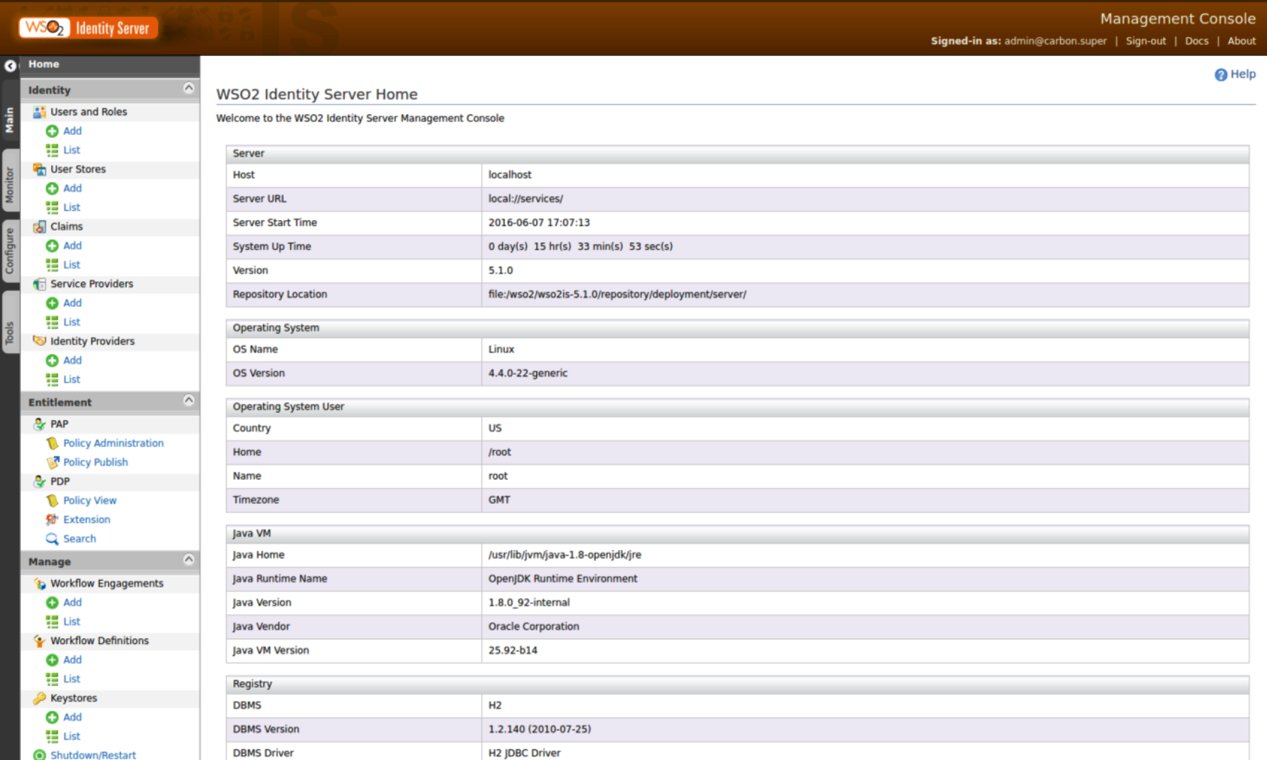 WSO2 Identity Server
Management Console
Signed-in as: admin@carbon.super | Sign-out | Docs | About
Main
Monitor
Configure
Tools
Home
Identity
Users and Roles
Add
List
User Stores
Add
List
Claims
Add
List
Service Providers
Add
List
Identity Providers
Add
List
Entitlement
PAP
Policy Administration
Policy Publish
PDP
Policy View
Extension
Search
Manage
Workflow Engagements
Add
List
Workflow Definitions
Add
List
Keystores
Add
List
Shutdown/Restart
Help
WSO2 Identity Server Home
Welcome to the WSO2 Identity Server Management Console
Server
Host localhost
Server URL local://services/
Server Start Time 2016-06-07 17:07:13
System Up Time 0 day(s) 15 hr(s) 33 min(s) 53 sec(s)
Version 5.1.0
Repository Location file:/wso2/wso2is-5.1.0/repository/deployment/server/
Operating System
OS Name Linux
OS Version 4.4.0-22-generic
Operating System User
Country US
Home /root
Name root
Timezone GMT
Java VM
Java Home /usr/lib/jvm/java-1.8-openjdk/jre
Java Runtime Name OpenJDK Runtime Environment
Java Version 1.8.0_92-internal
Java Vendor Oracle Corporation
Java VM Version 25.92-b14
Registry
DBMS H2
DBMS Version 1.2.140 (2010-07-25)
DBMS Driver H2 JDBC Driver